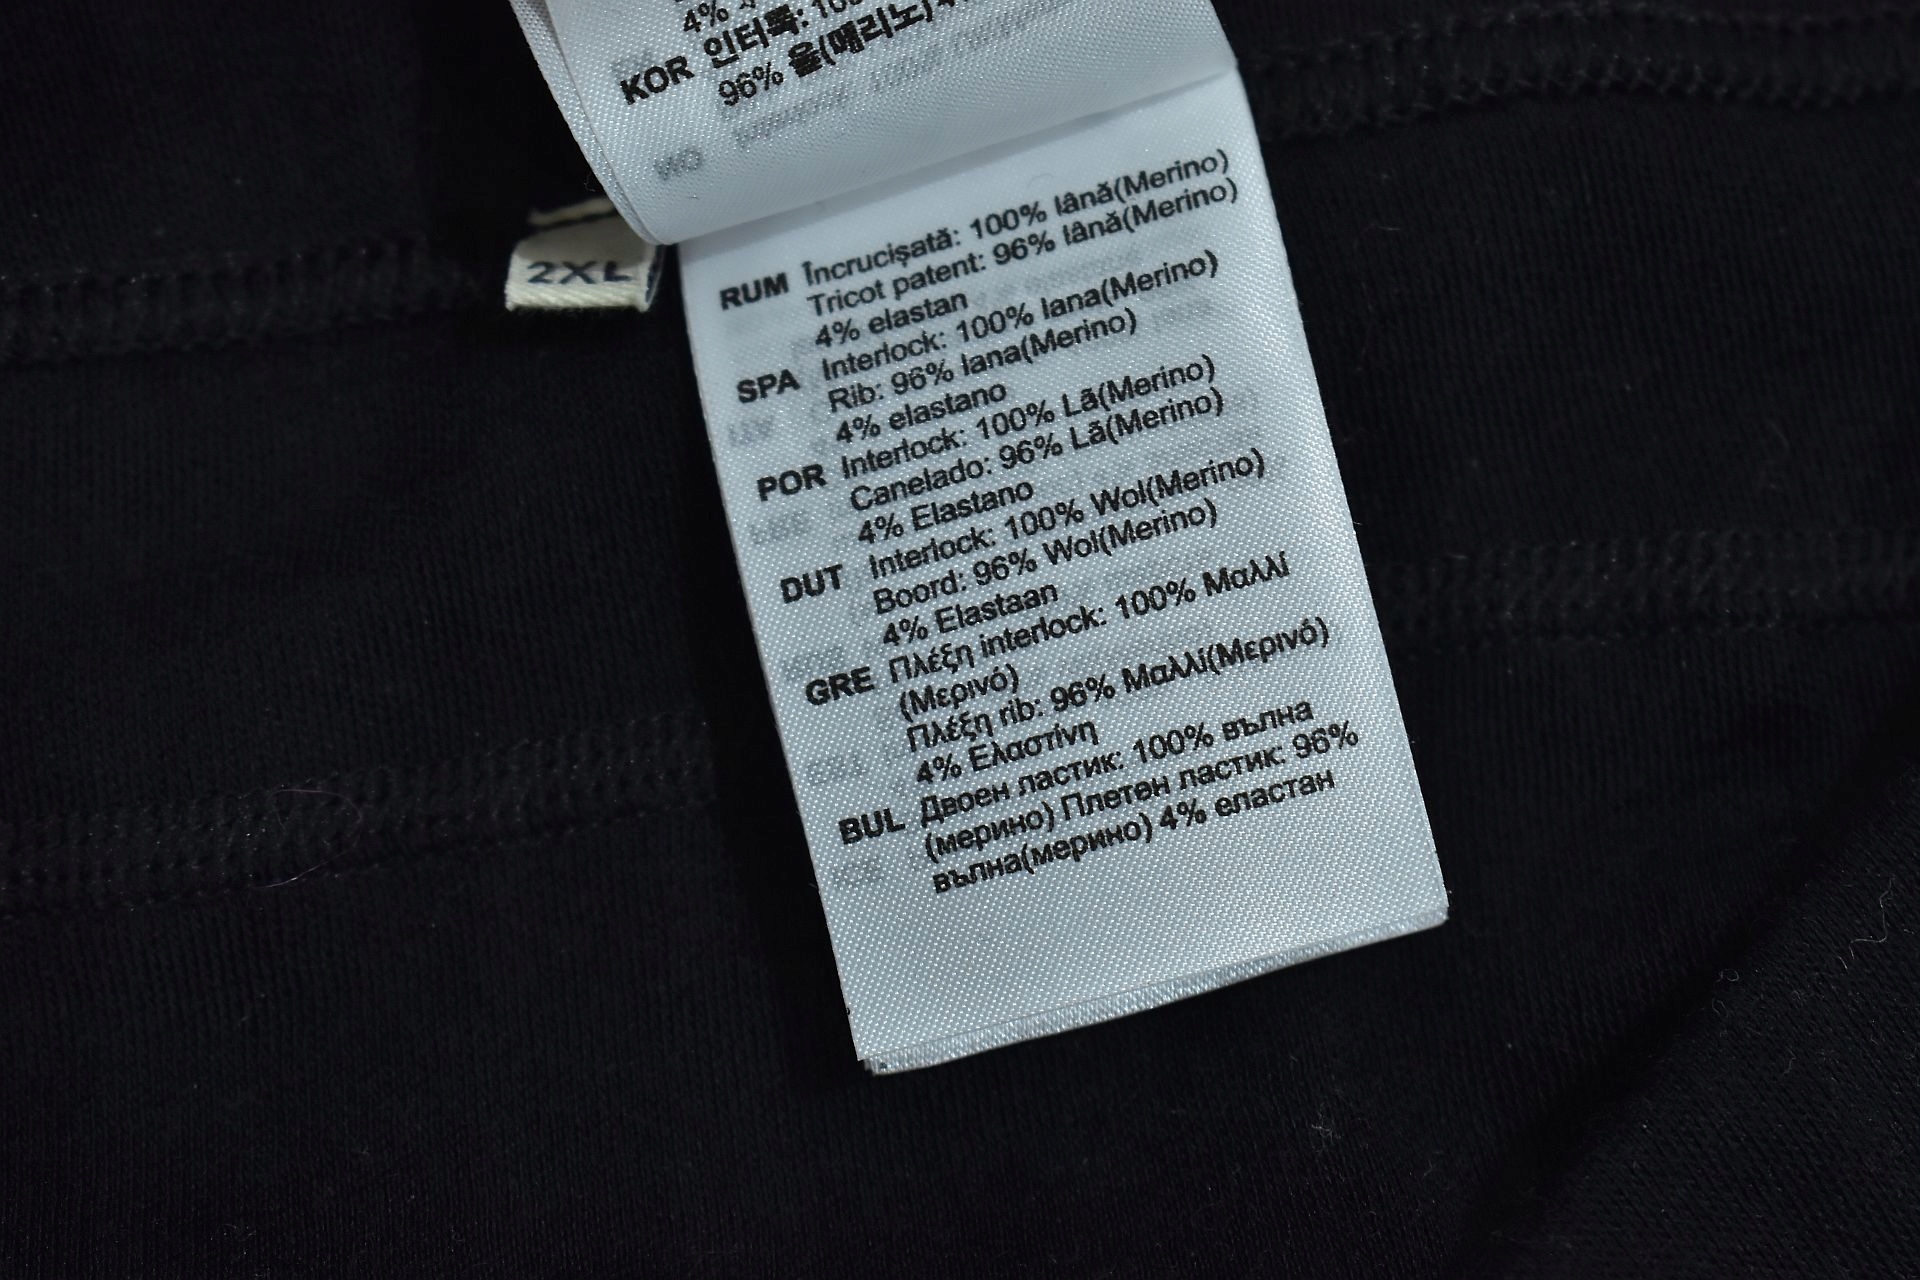 4%
인터록: 100
KOR 96% 울(메리노)
WO
2XL
RUM Încrucişată: 100% lână(Merino)
Tricot patent: 96% lână(Merino)
4% elastan
SPA Interlock: 100% lana(Merino)
Rib: 96% lana(Merino)
4% elastano
POR Interlock: 100% Lã(Merino)
Canelado: 96% Lã(Merino)
4% Elastano
DUT Interlock: 100% Wol(Merino)
Boord: 96% Wol(Merino)
4% Elastaan
GRE Πλέξη interlock: 100% Μαλλί
(Μερινό)
Πλέξη rib: 96% Μαλλί(Μερινό)
4% Ελαστίνη
BUL Двоен ластик: 100% вълна
(мерино) Плетен ластик: 96%
вълна(мерино) 4% еластан